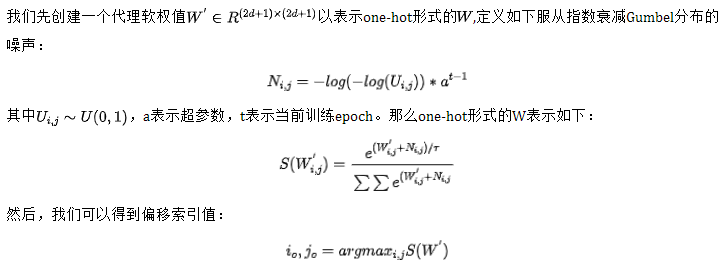 我们先创建一个代理软权值W′ ∈ R^(2d+1)×(2d+1)以表示one-hot形式的W,定义如下服从指数衰减Gumbel分布的
噪声：
N_{i,j} = −log(−log(U_{i,j})) ∗ a^{t−1}
其中U_{i,j} ∼ U(0,1)，a表示超参数，t表示当前训练epoch。那么one-hot形式的W表示如下：
S(W′_{i,j}) = e^{(W′_{i,j}+N_{i,j})/τ} / ∑∑e^{(W′_{i,j}+N_{i,j}}
然后，我们可以得到偏移索引值：
i_o, j_o = argmax_{i,j}S(W′)